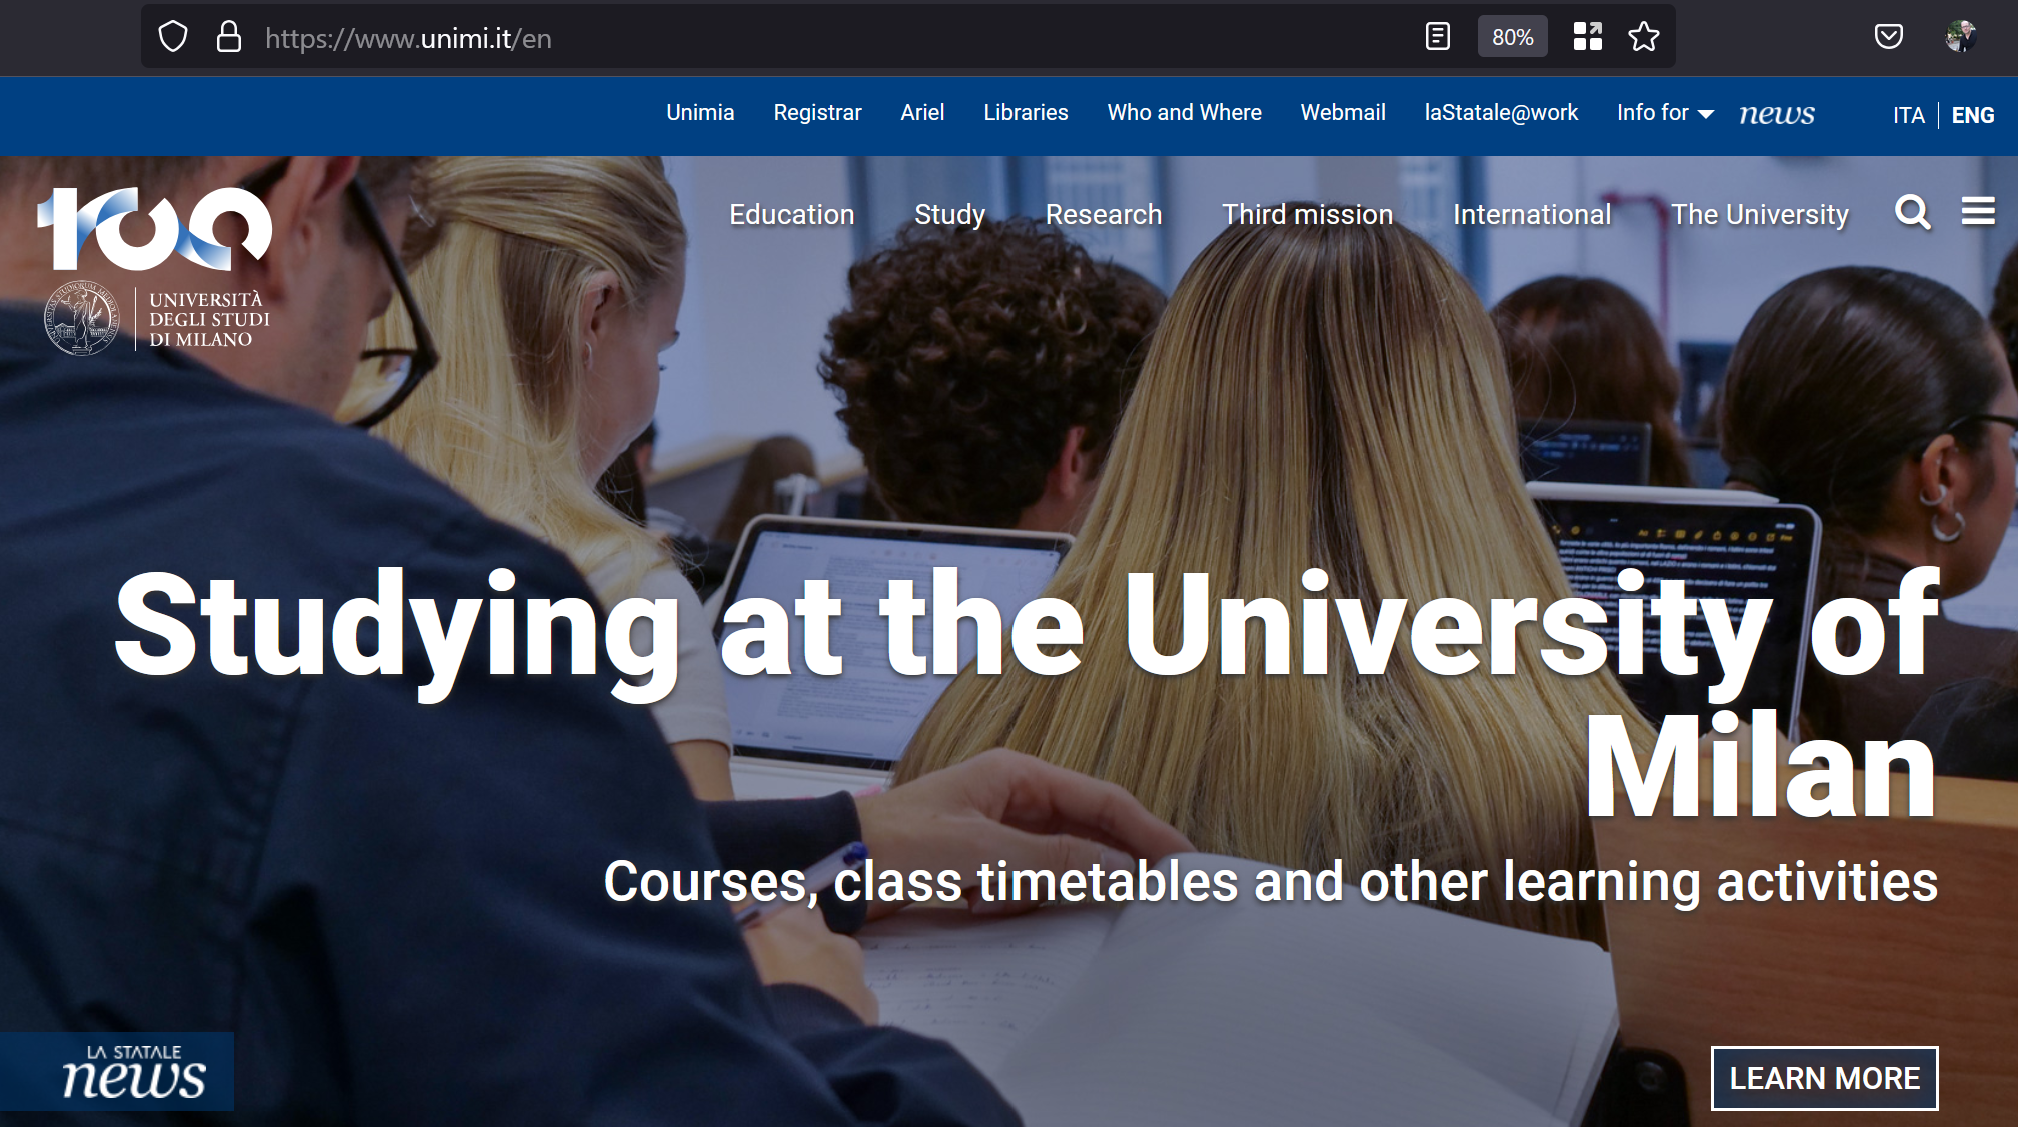 https://www.unimi.it/en
80%
Unimia Registrar Ariel Libraries Who and Where Webmail laStatale@work Info for news ITA ENG
100
Education Study Research Third mission International The University
UNIVERSITÀ
DEGLI STUDI
DI MILANO
Studying at the University of
Milan
Courses, class timetables and other learning activities
LA STATALE
news
LEARN MORE